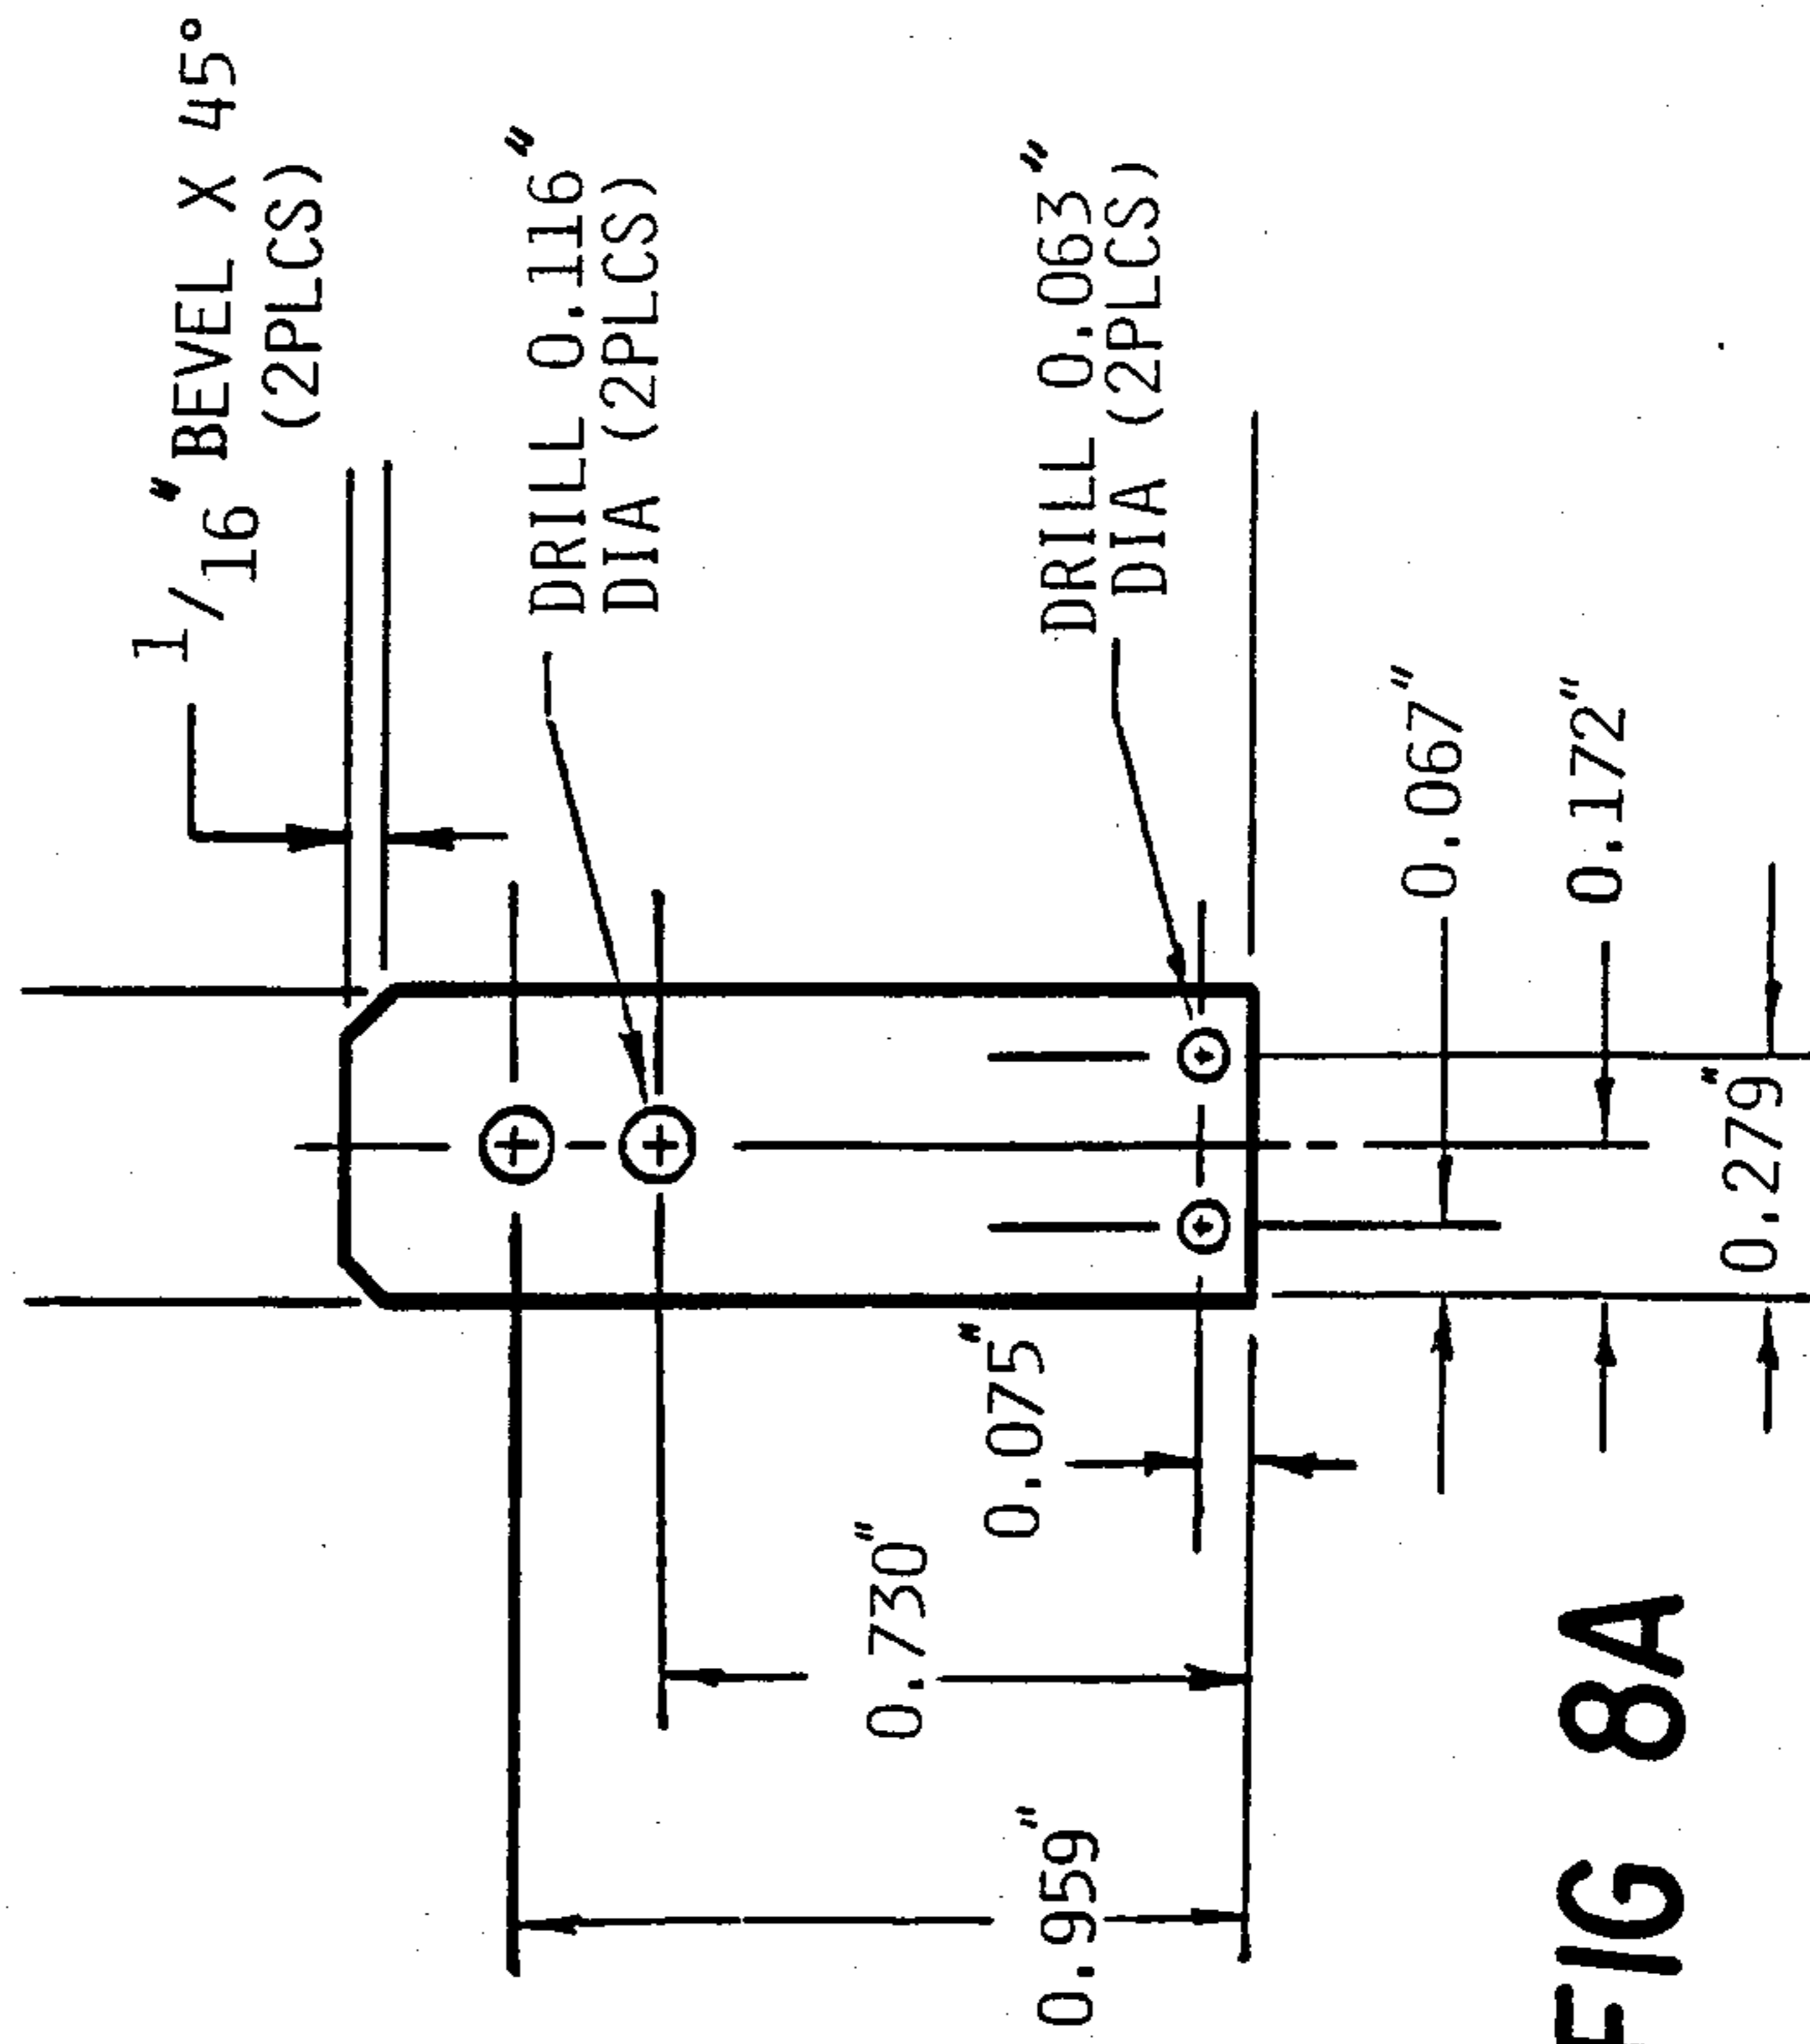 1/16" BEVEL X 45°
(2PLCS)
DRILL 0.116"
DIA (2PLCS)
DRILL 0.063"
DIA (2PLCS)
0.067"
0.172"
0.279"
0.075"
0.730"
0.959"
FIG 8A